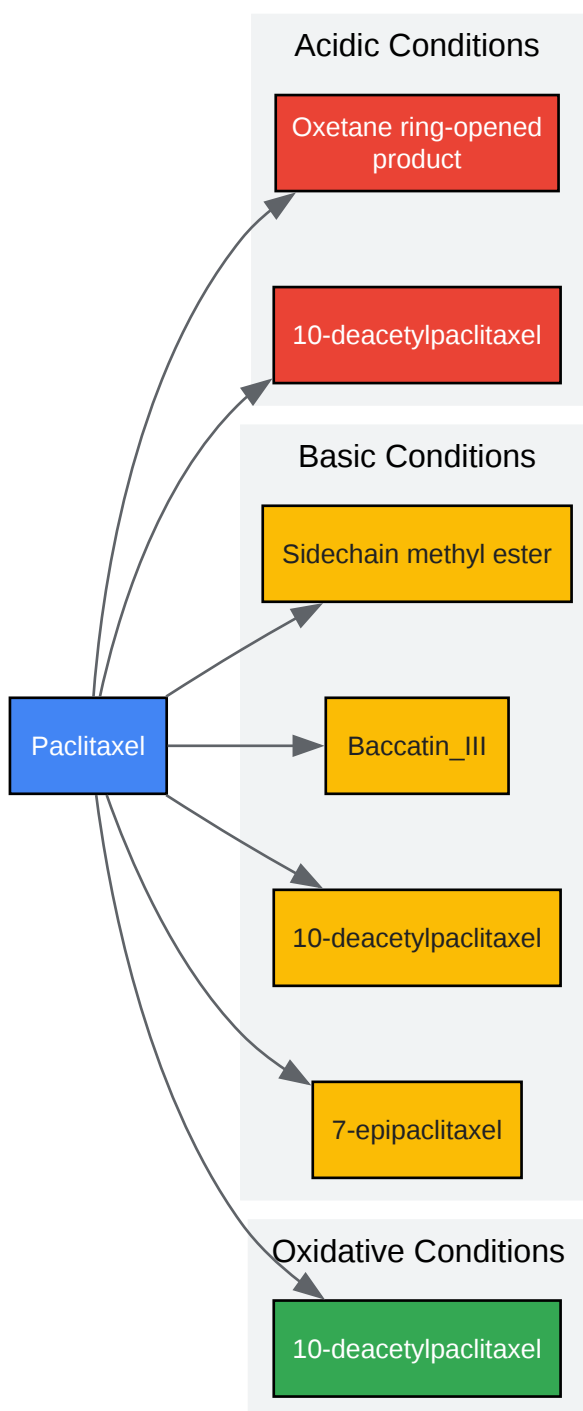 Acidic Conditions
Oxetane ring-opened
product
10-deacetylpaclitaxel
Basic Conditions
Sidechain methyl ester
Paclitaxel
Baccatin_III
10-deacetylpaclitaxel
7-epipaclitaxel
Oxidative Conditions
10-deacetylpaclitaxel